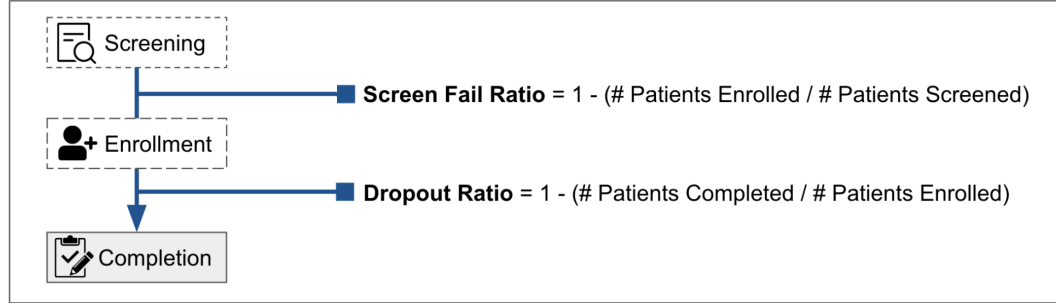 Screening
Screen Fail Ratio = 1 - (# Patients Enrolled / # Patients Screened)
Enrollment
Dropout Ratio = 1 - (# Patients Completed / # Patients Enrolled)
Completion